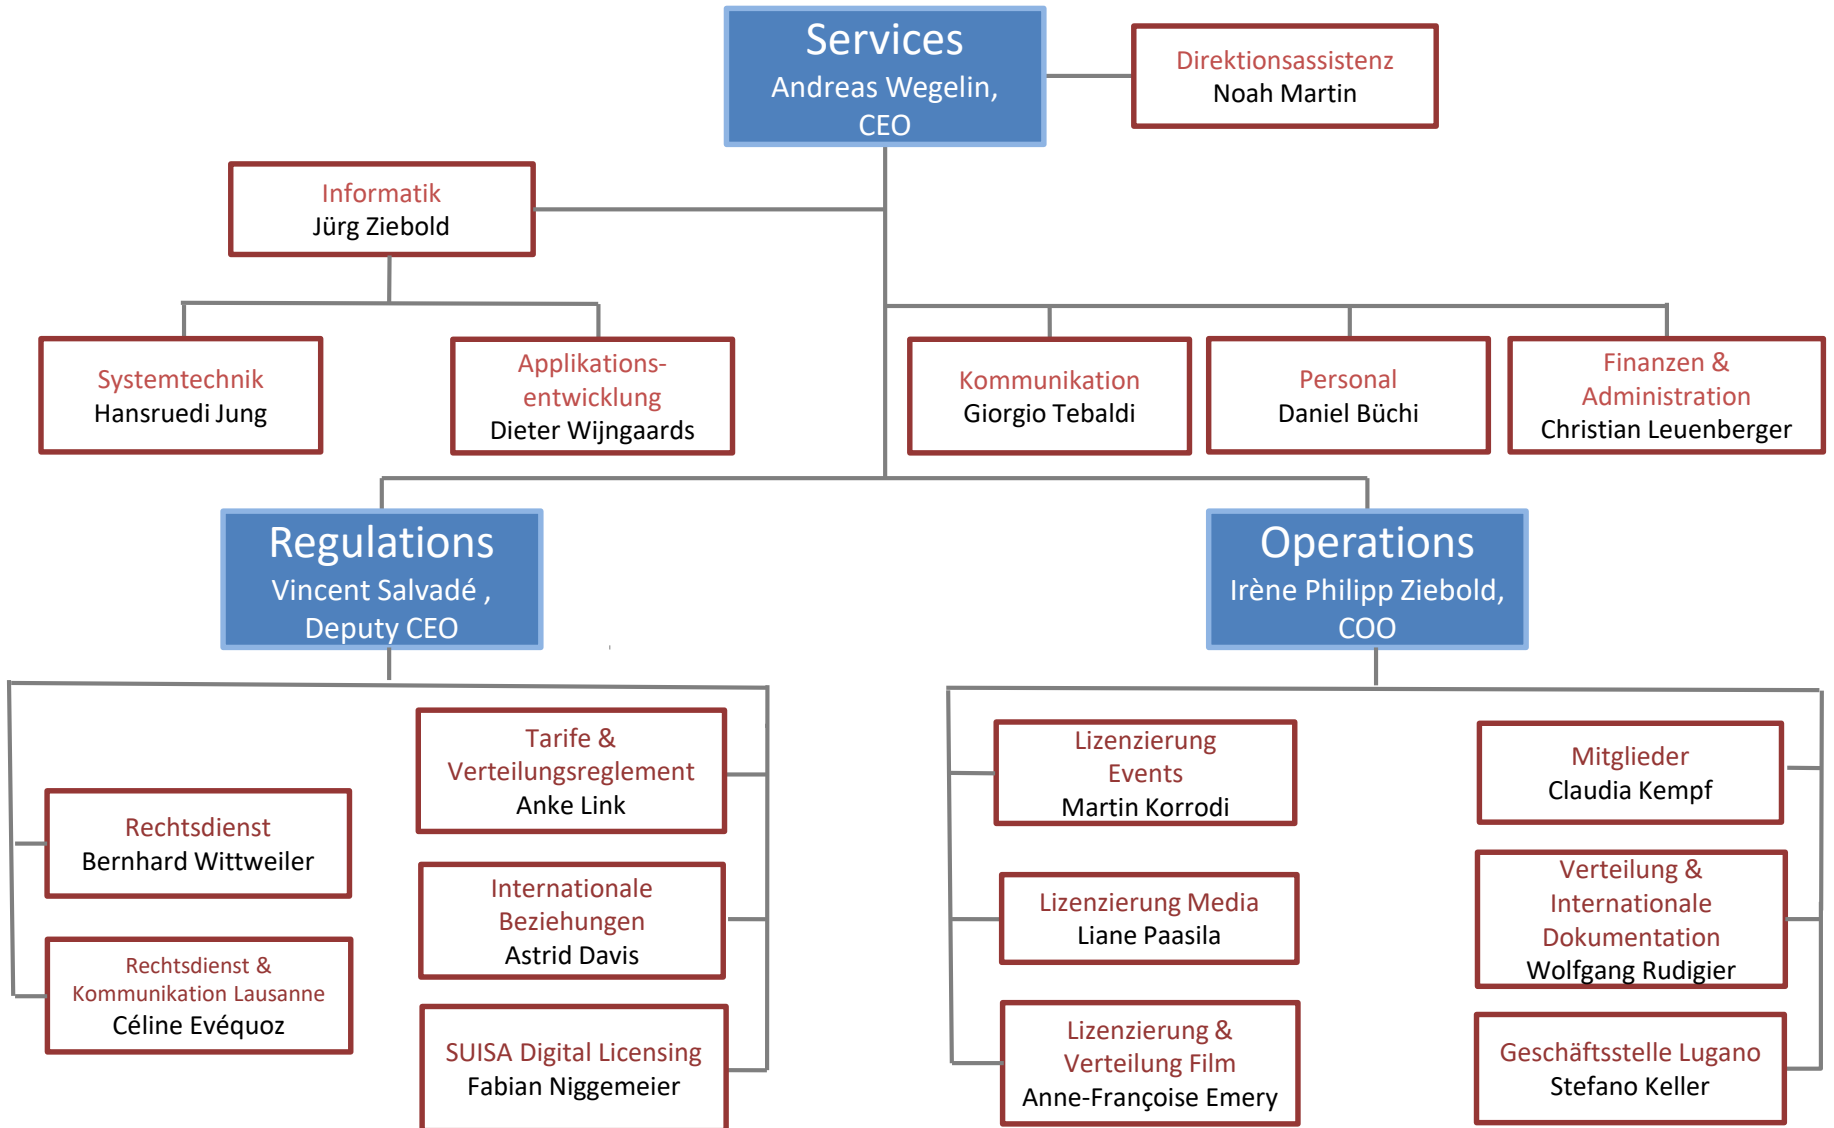 Services
Andreas Wegelin,
CEO
Direktionsassistenz
Noah Martin
Informatik
Jürg Ziebold
Systemtechnik
Hansruedi Jung
Applikations-
entwicklung
Dieter Wijngaards
Kommunikation
Giorgio Tebaldi
Personal
Daniel Büchi
Finanzen &
Administration
Christian Leuenberger
Regulations
Vincent Salvadé ,
Deputy CEO
Operations
Irène Philipp Ziebold,
COO
Rechtsdienst
Bernhard Wittweiler
Rechtsdienst &
Kommunikation Lausanne
Céline Evéquoz
Tarife &
Verteilungsreglement
Anke Link
Internationale
Beziehungen
Astrid Davis
SUISA Digital Licensing
Fabian Niggemeier
Lizenzierung
Events
Martin Korrodi
Lizenzierung Media
Liane Paasila
Lizenzierung &
Verteilung Film
Anne-Françoise Emery
Mitglieder
Claudia Kempf
Verteilung &
Internationale
Dokumentation
Wolfgang Rudigier
Geschäftsstelle Lugano
Stefano Keller